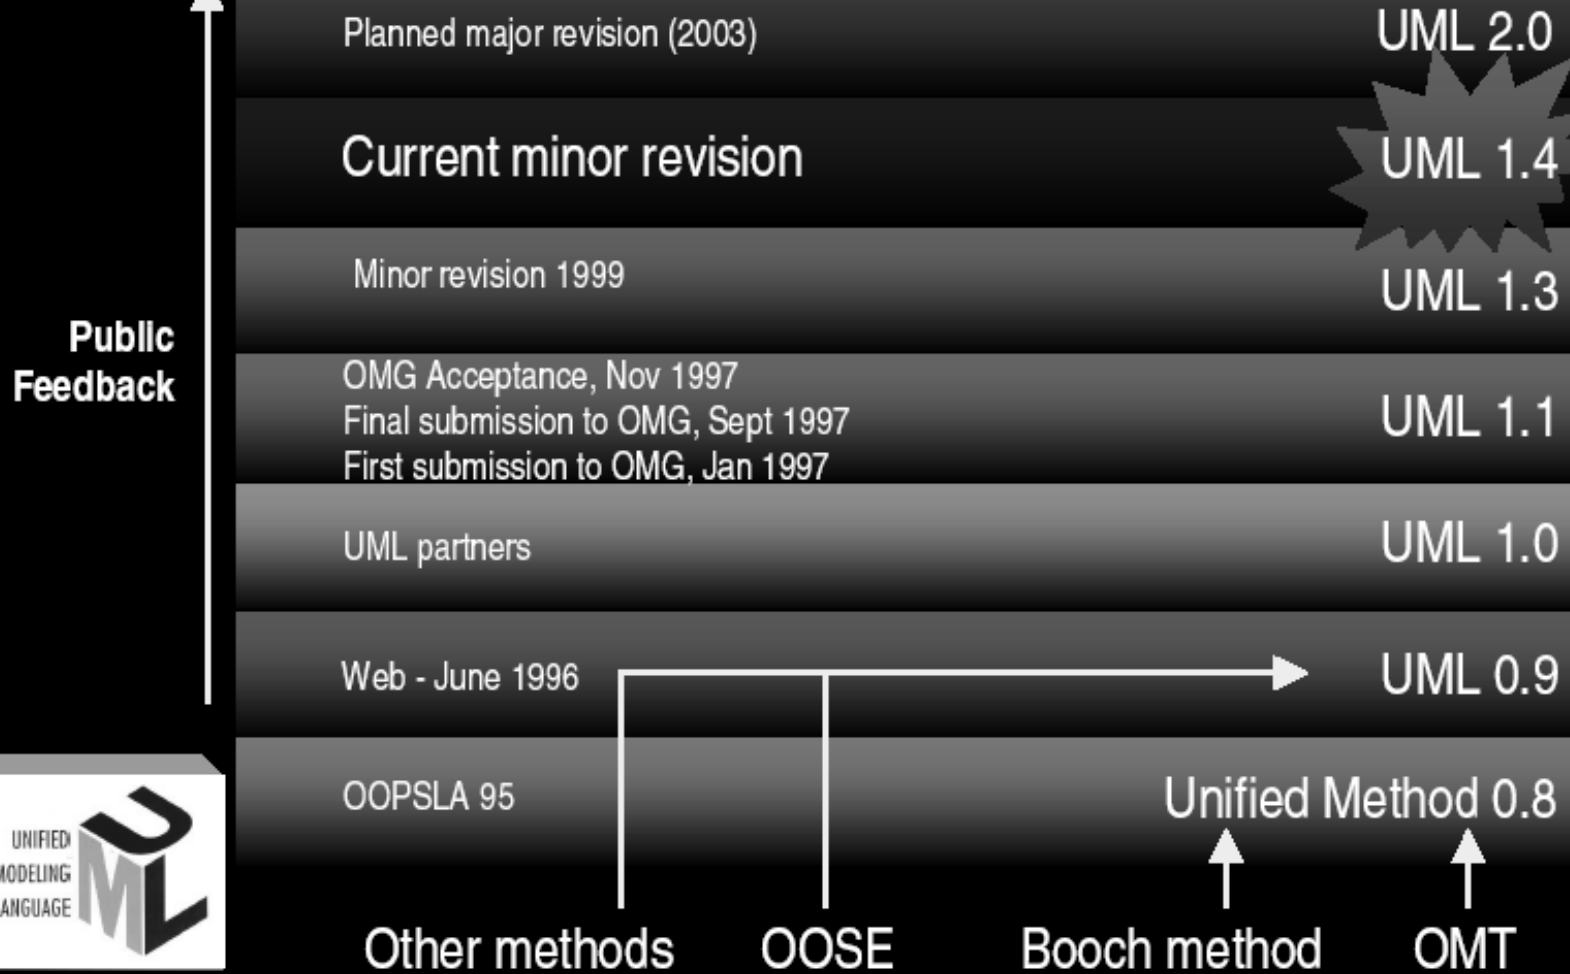 Planned major revision (2003)
UML 2.0
Current minor revision
UML 1.4
Minor revision 1999
UML 1.3
Public
Feedback
OMG Acceptance, Nov 1997
Final submission to OMG, Sept 1997
First submission to OMG, Jan 1997
UML 1.1
UML partners
UML 1.0
Web - June 1996
UML 0.9
OOPSLA 95
Unified Method 0.8
UNIFIED
MODELING
LANGUAGE
UML
Other methods
OOSE
Booch method
OMT